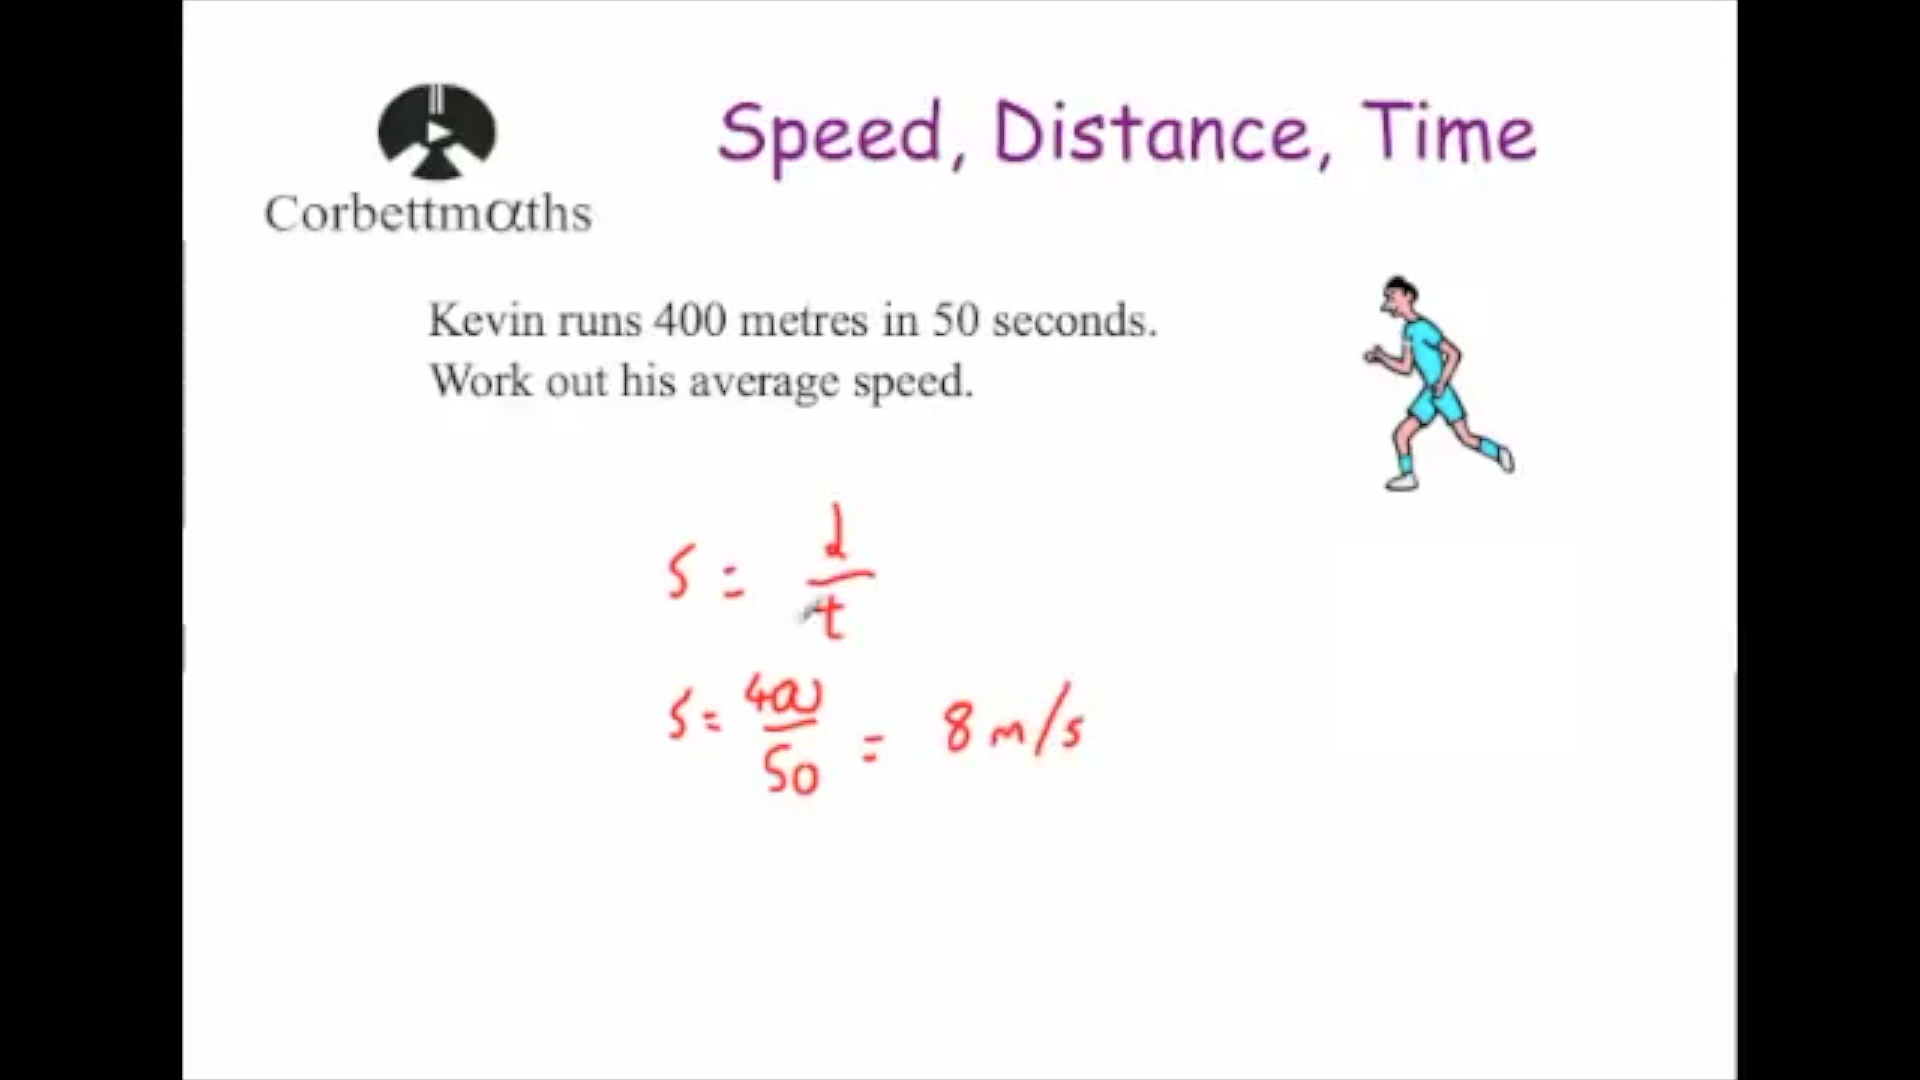 Speed, Distance, Time
Corbettmαths
Kevin runs 400 metres in 50 seconds.
Work out his average speed.
s = d/t
s = 400/50 = 8 m/s